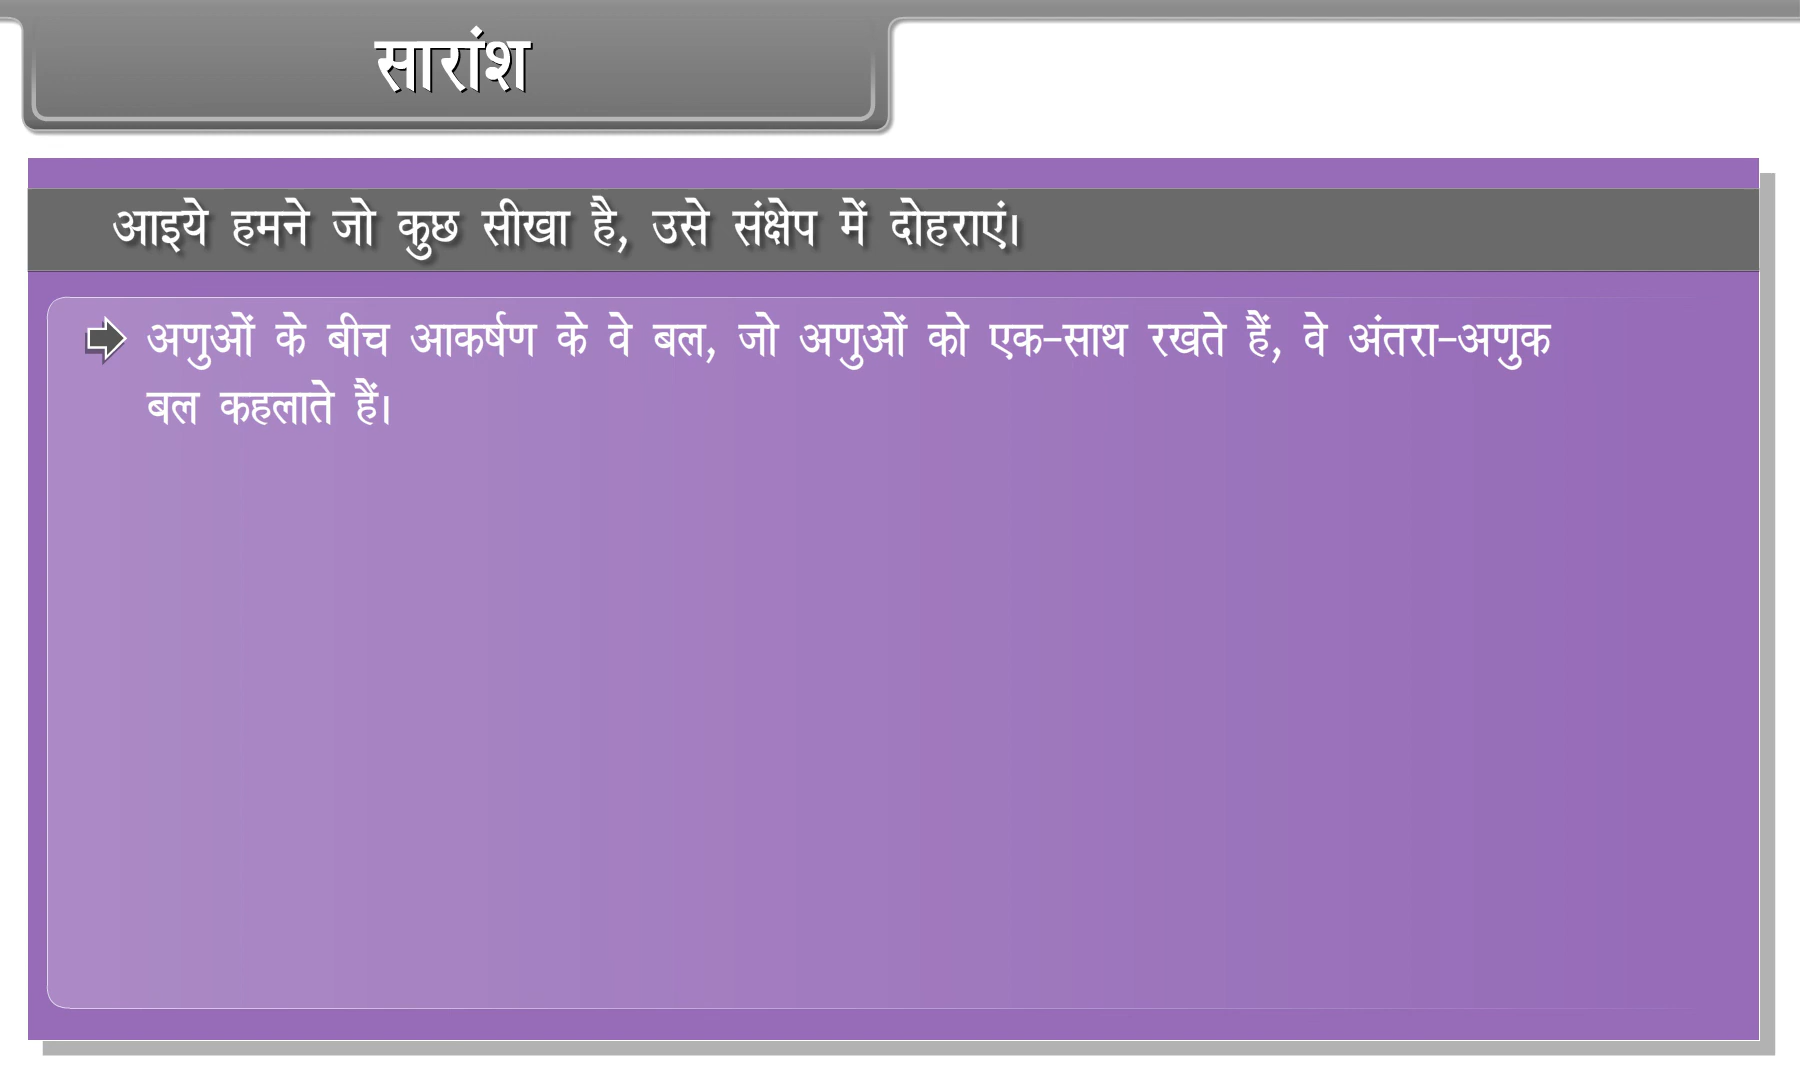 सारांश
आइये हमने जो कुछ सीखा है, उसे संक्षेप में दोहराएं।
अणुओं के बीच आकर्षण के वे बल, जो अणुओं को एक-साथ रखते हैं, वे अंतरा-अणुक
बल कहलाते हैं।